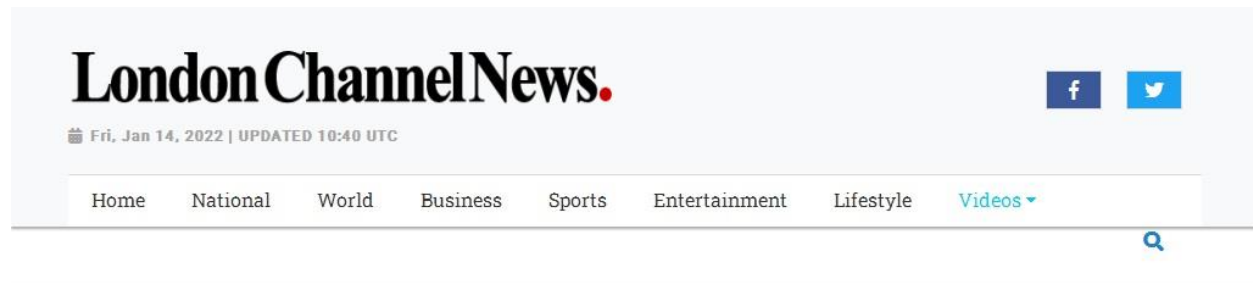 London Channel News.
Fri, Jan 14, 2022 | UPDATED 10:40 UTC
Home National World Business Sports Entertainment Lifestyle Videos